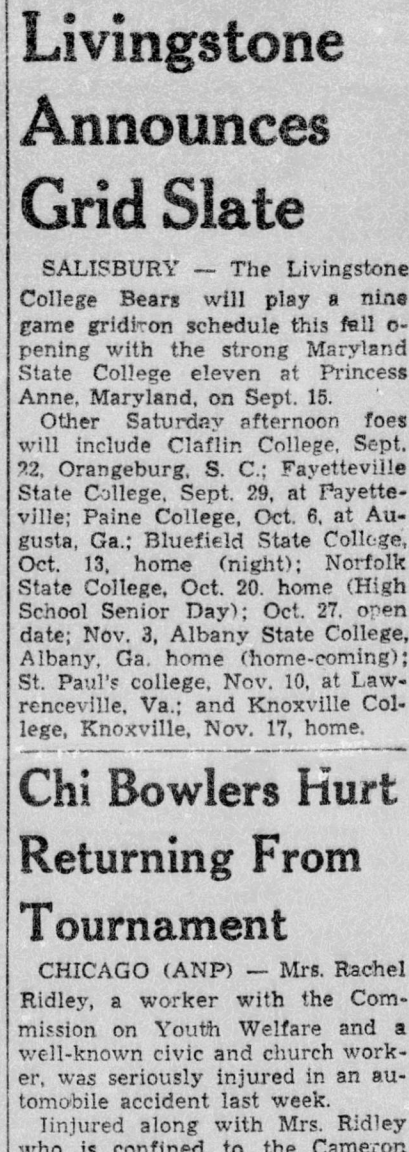 Livingstone
Announces
Grid Slate
SALISBURY — The Livingstone
College Bears will play a nine
game gridiron schedule this fall o-
pening with the strong Maryland
State College eleven at Princess
Anne, Maryland, on Sept. 15.
Other Saturday afternoon foes
will include Claflin College, Sept.
22, Orangeburg, S. C.; Fayetteville
State College, Sept. 29, at Fayette-
ville; Paine College, Oct. 6, at Au-
gusta, Ga.; Bluefield State College,
Oct. 13, home (night); Norfolk
State College, Oct. 20. home (High
School Senior Day); Oct. 27. open
date; Nov. 3, Albany State College,
Albany, Ga. home (home-coming);
St. Paul's college, Nov. 10, at Law-
renceville, Va.; and Knoxville Col-
lege, Knoxville, Nov. 17, home.
Chi Bowlers Hurt
Returning From
Tournament
CHICAGO (ANP) — Mrs. Rachel
Ridley, a worker with the Com-
mission on Youth Welfare and a
well-known civic and church work-
er, was seriously injured in an au-
tomobile accident last week.
Iinjured along with Mrs. Ridley
who is confined to the Cameron